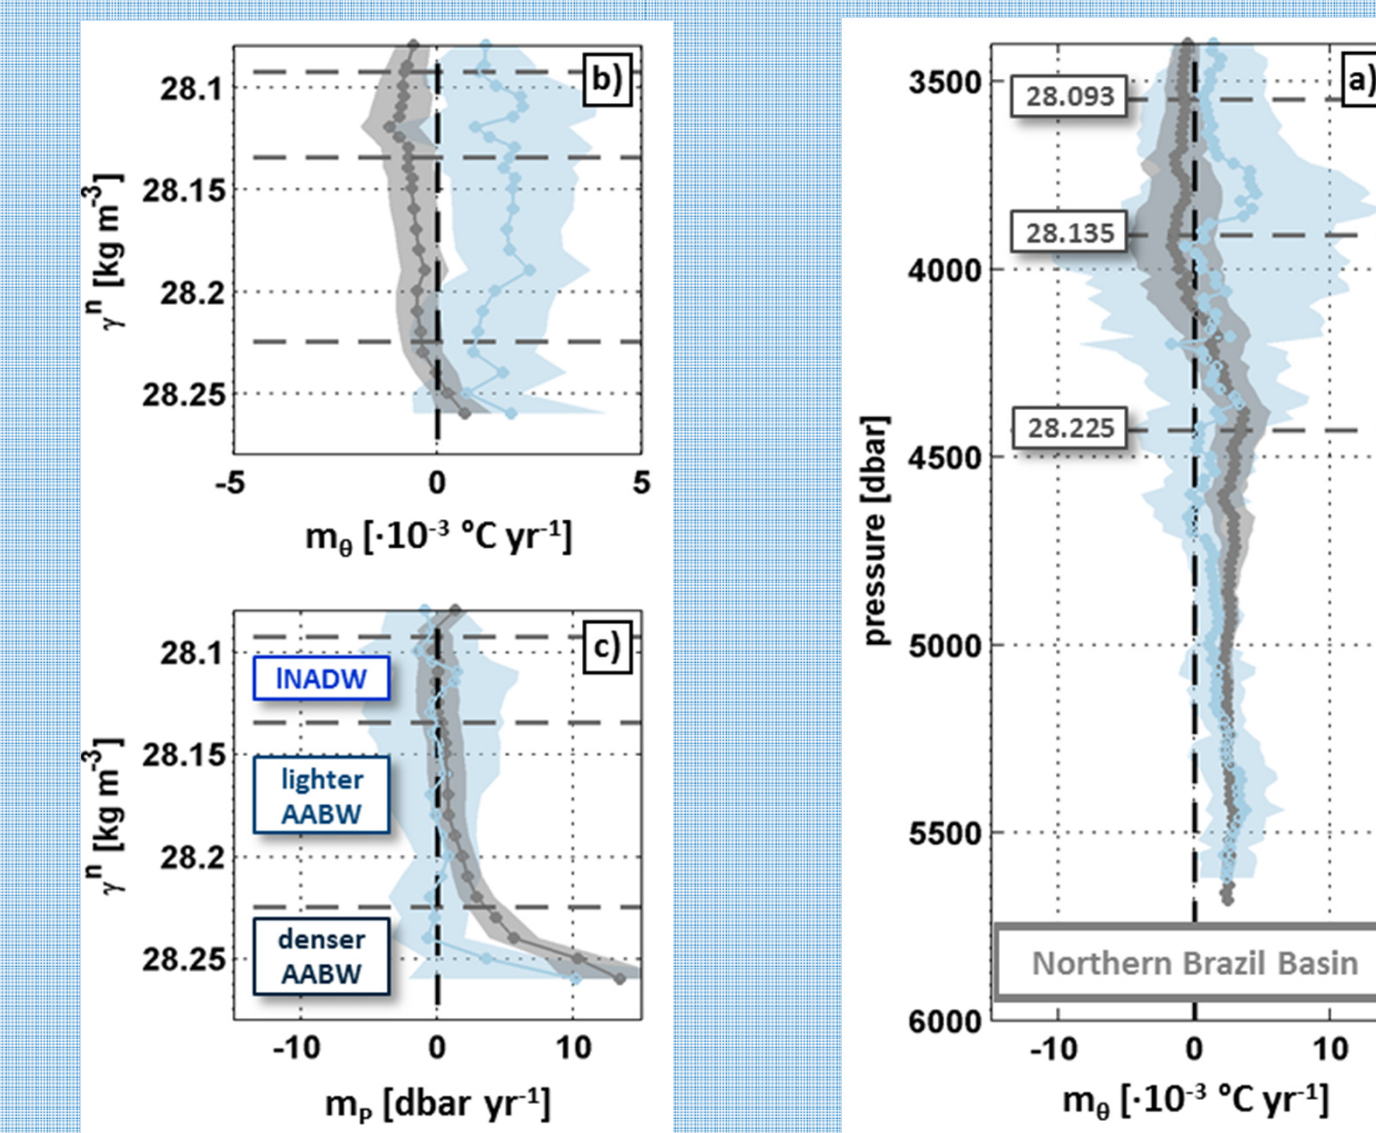 b)
28.1
28.15
28.2
28.25
γⁿ [kg m⁻³]
-5 0 5
mθ [·10⁻³ °C yr⁻¹]
c)
28.1
28.15
28.2
28.25
γⁿ [kg m⁻³]
lNADW
lighter
AABW
denser
AABW
-10 0 10
mₚ [dbar yr⁻¹]
a)
3500
4000
4500
5000
5500
6000
pressure [dbar]
28.093
28.135
28.225
Northern Brazil Basin
-10 0 10
mθ [·10⁻³ °C yr⁻¹]